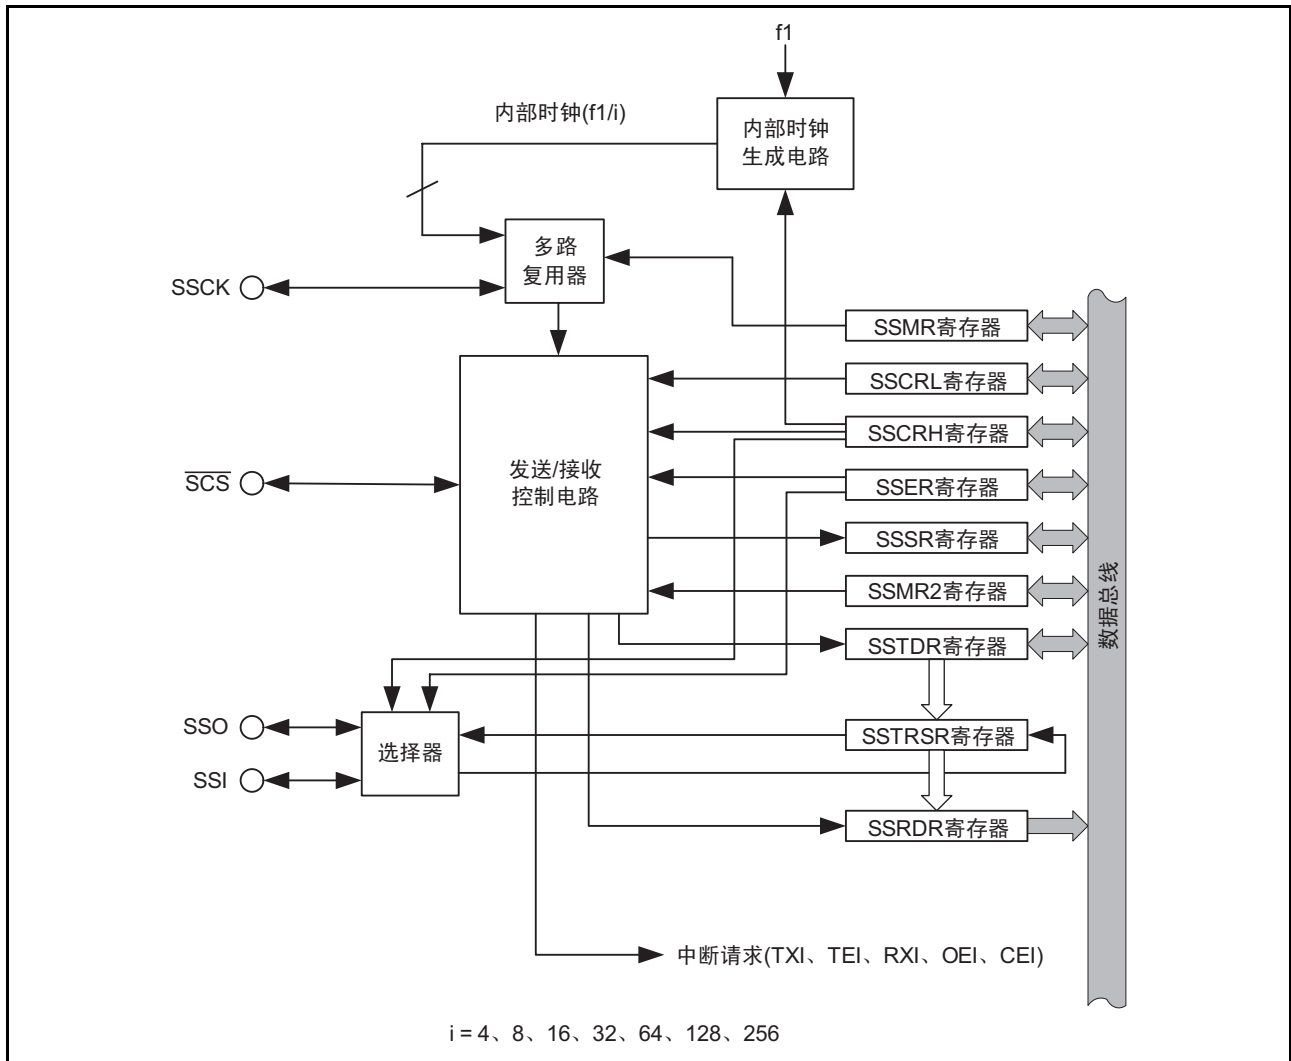 f1
内部时钟(f1/i)
内部时钟
生成电路
多路
复用器
SSCK
SSMR寄存器
SSCRL寄存器
SSCRH寄存器
发送/接收
控制电路
SCS
SSER寄存器
SSSR寄存器
SSMR2寄存器
数据总线
SSTDR寄存器
SSO
选择器
SSTRSR寄存器
SSI
SSRDR寄存器
中断请求(TXI、TEI、RXI、OEI、CEI)
i = 4、8、16、32、64、128、256